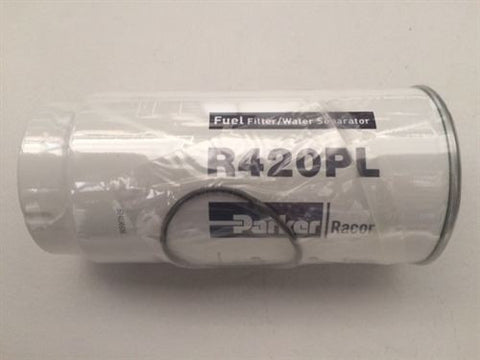 Fuel Filter/Water Separator
R420PL
Parker Racor